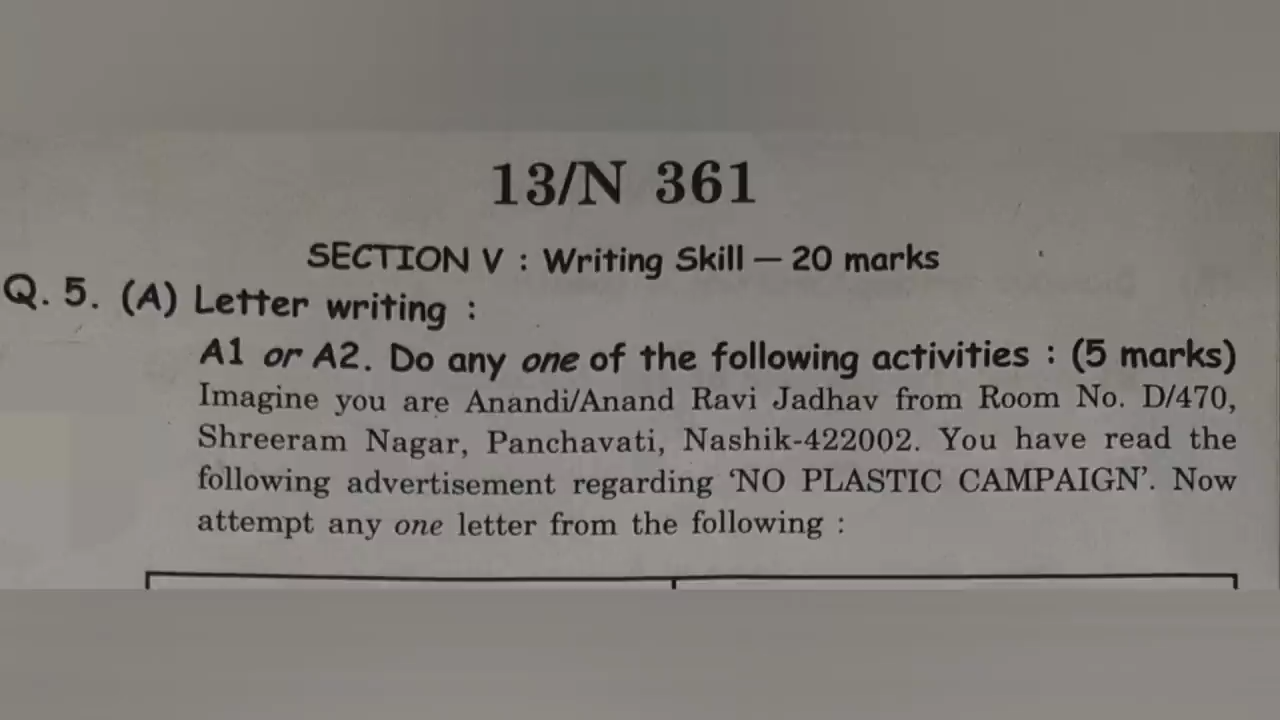 13/N 361
SECTION V : Writing Skill — 20 marks
Q. 5. (A) Letter writing :
A1 or A2. Do any one of the following activities : (5 marks)
Imagine you are Anandi/Anand Ravi Jadhav from Room No. D/470,
Shreeram Nagar, Panchavati, Nashik-422002. You have read the
following advertisement regarding ‘NO PLASTIC CAMPAIGN’. Now
attempt any one letter from the following :